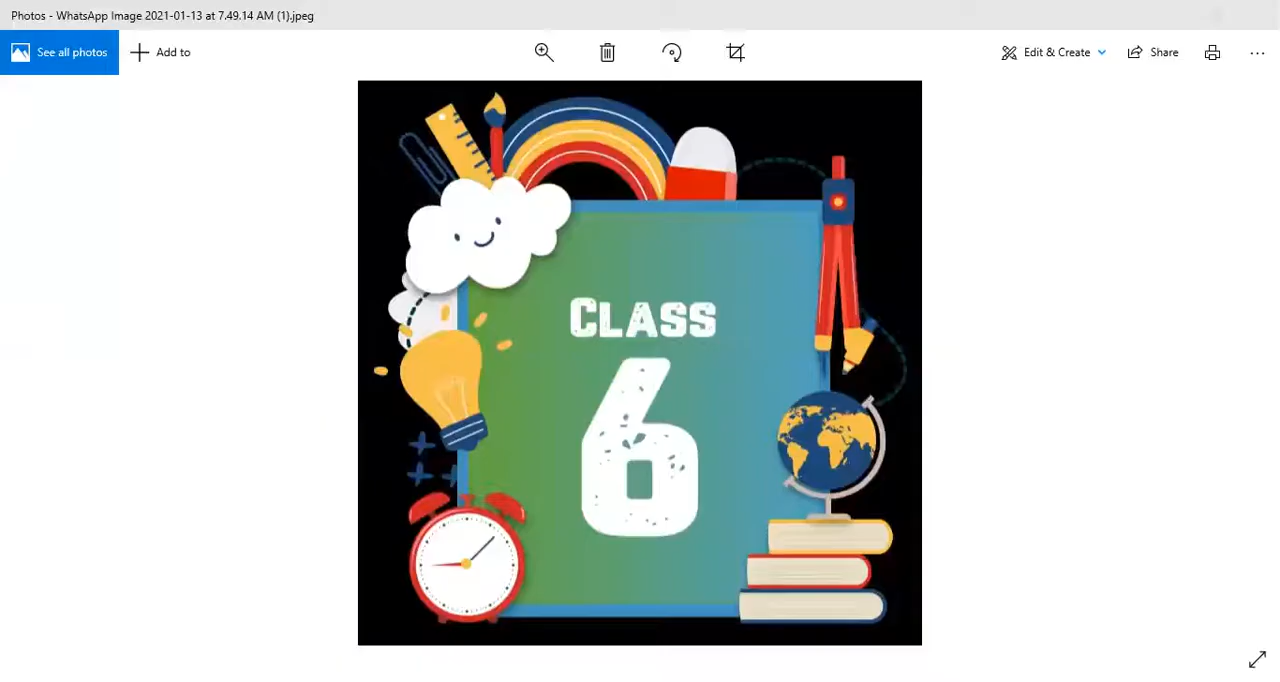 Photos - WhatsApp Image 2021-01-13 at 7.49.14 AM (1).jpeg
See all photos
Add to
Edit & Create
Share
CLASS
6